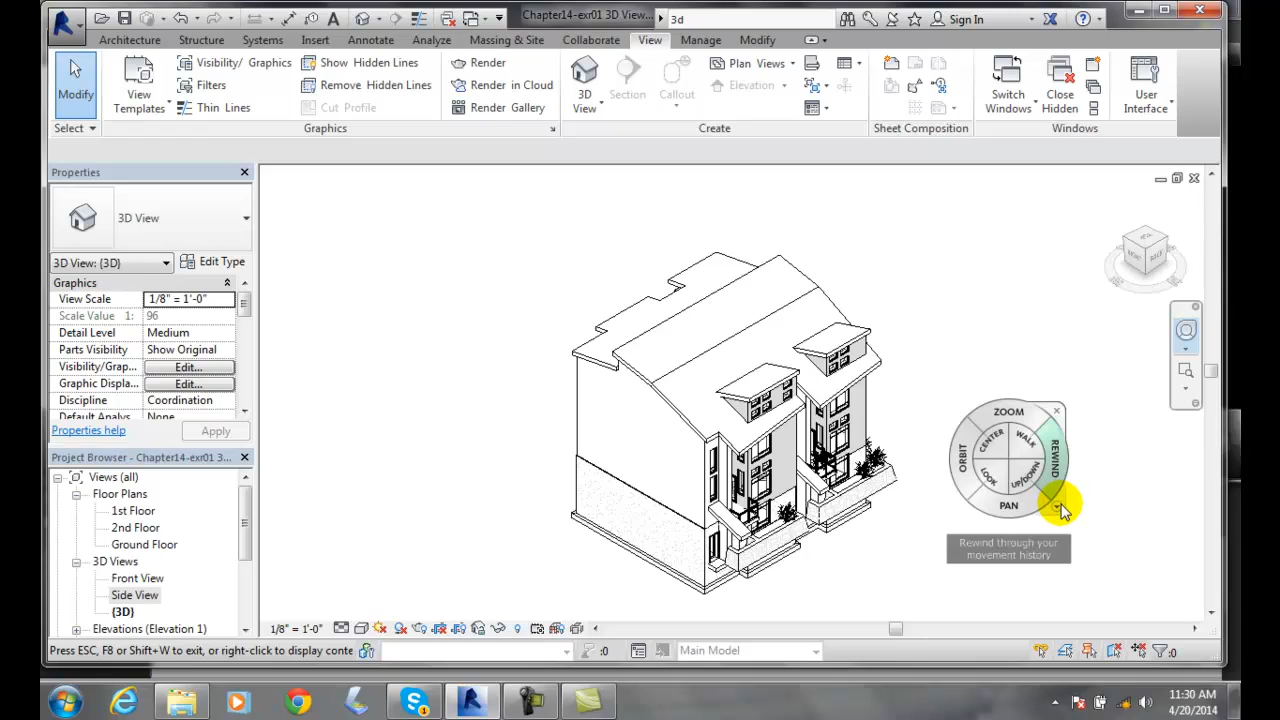 Chapter14-exr01 3D View...
3d
Sign In
Architecture Structure Systems Insert Annotate Analyze Massing & Site Collaborate View Manage Modify
Modify
View Templates
Visibility/ Graphics
Filters
Thin Lines
Show Hidden Lines
Remove Hidden Lines
Cut Profile
Render
Render in Cloud
Render Gallery
3D View
Section
Callout
Plan Views
Elevation
Switch Windows
Close Hidden
User Interface
Select
Graphics
Create
Sheet Composition
Windows
Properties
3D View
3D View: {3D}
Edit Type
Graphics
View Scale 1/8" = 1'-0"
Scale Value 1: 96
Detail Level Medium
Parts Visibility Show Original
Visibility/Grap... Edit...
Graphic Displa... Edit...
Discipline Coordination
Default Analys... None
Properties help
Apply
Project Browser - Chapter14-exr01 3...
Views (all)
Floor Plans
1st Floor
2nd Floor
Ground Floor
3D Views
Front View
Side View
{3D}
Elevations (Elevation 1)
ZOOM
CENTER
WALK
REWIND
ORBIT
LOOK
UP/DOWN
PAN
Rewind through your
movement history
1/8" = 1'-0"
Press ESC, F8 or Shift+W to exit, or right-click to display conte
:0
Main Model
:0
1
11:30 AM
4/20/2014